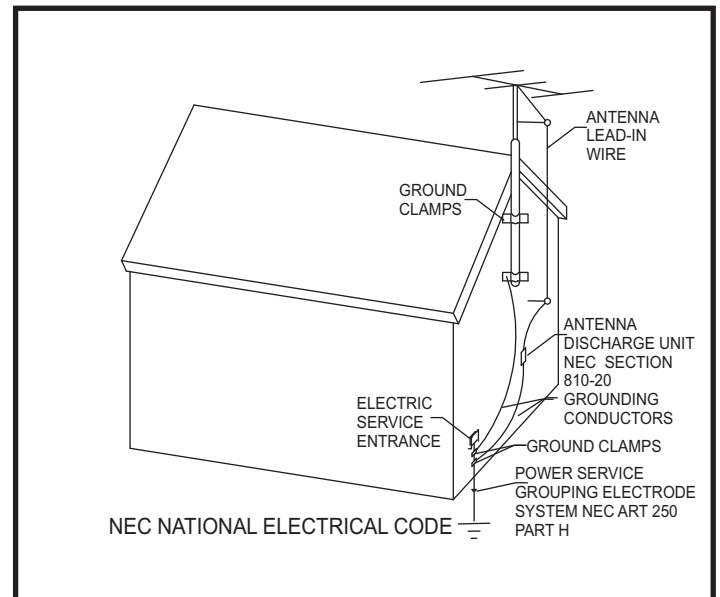 ANTENNA
LEAD-IN
WIRE
GROUND
CLAMPS
ANTENNA
DISCHARGE UNIT
NEC SECTION
810-20
GROUNDING
CONDUCTORS
ELECTRIC
SERVICE
ENTRANCE
GROUND CLAMPS
POWER SERVICE
GROUPING ELECTRODE
SYSTEM NEC ART 250
PART H
NEC NATIONAL ELECTRICAL CODE